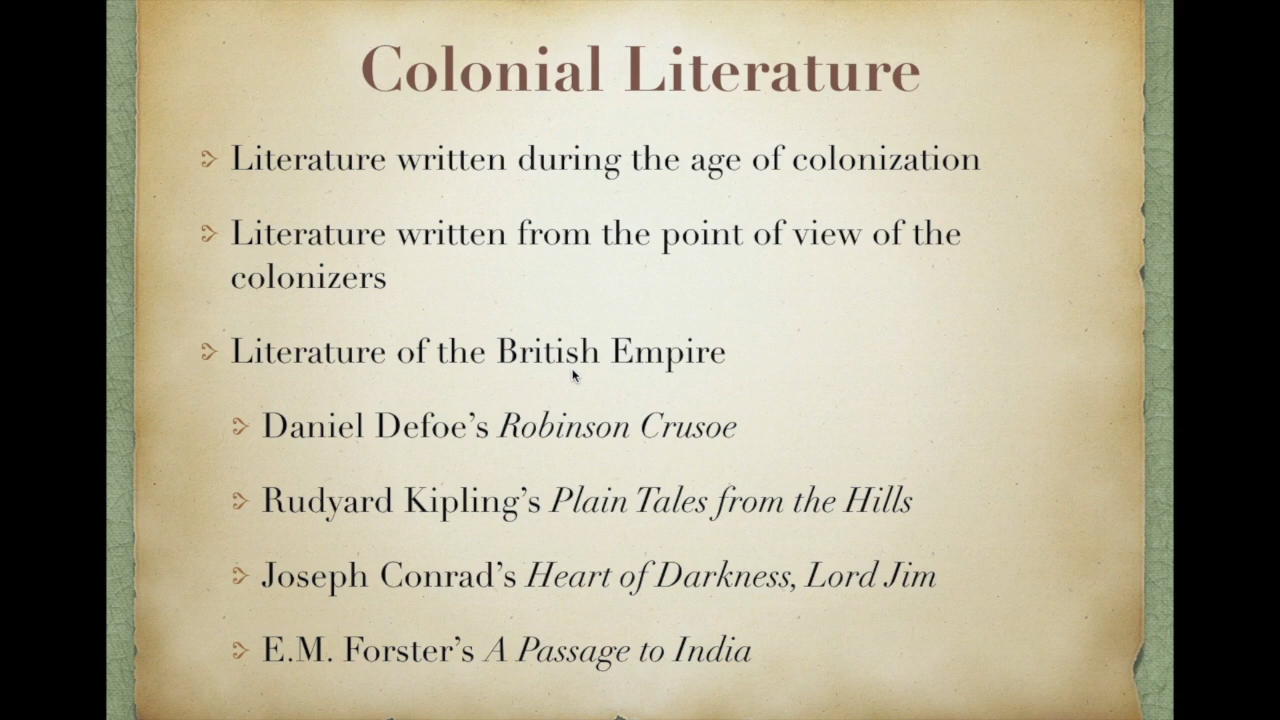 Colonial Literature
Literature written during the age of colonization
Literature written from the point of view of the
colonizers
Literature of the British Empire
Daniel Defoe’s Robinson Crusoe
Rudyard Kipling’s Plain Tales from the Hills
Joseph Conrad’s Heart of Darkness, Lord Jim
E.M. Forster’s A Passage to India